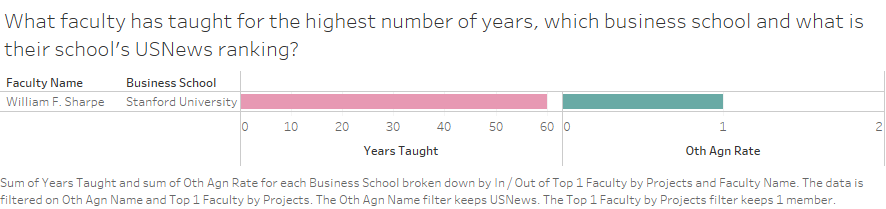 What faculty has taught for the highest number of years, which business school and what is
their school's USNews ranking?
Faculty Name Business School
William F. Sharpe Stanford University
0 10 20 30 40 50 60 0 1 2
Years Taught Oth Agn Rate
Sum of Years Taught and sum of Oth Agn Rate for each Business School broken down by In / Out of Top 1 Faculty by Projects and Faculty Name. The data is
filtered on Oth Agn Name and Top 1 Faculty by Projects. The Oth Agn Name filter keeps USNews. The Top 1 Faculty by Projects filter keeps 1 member.